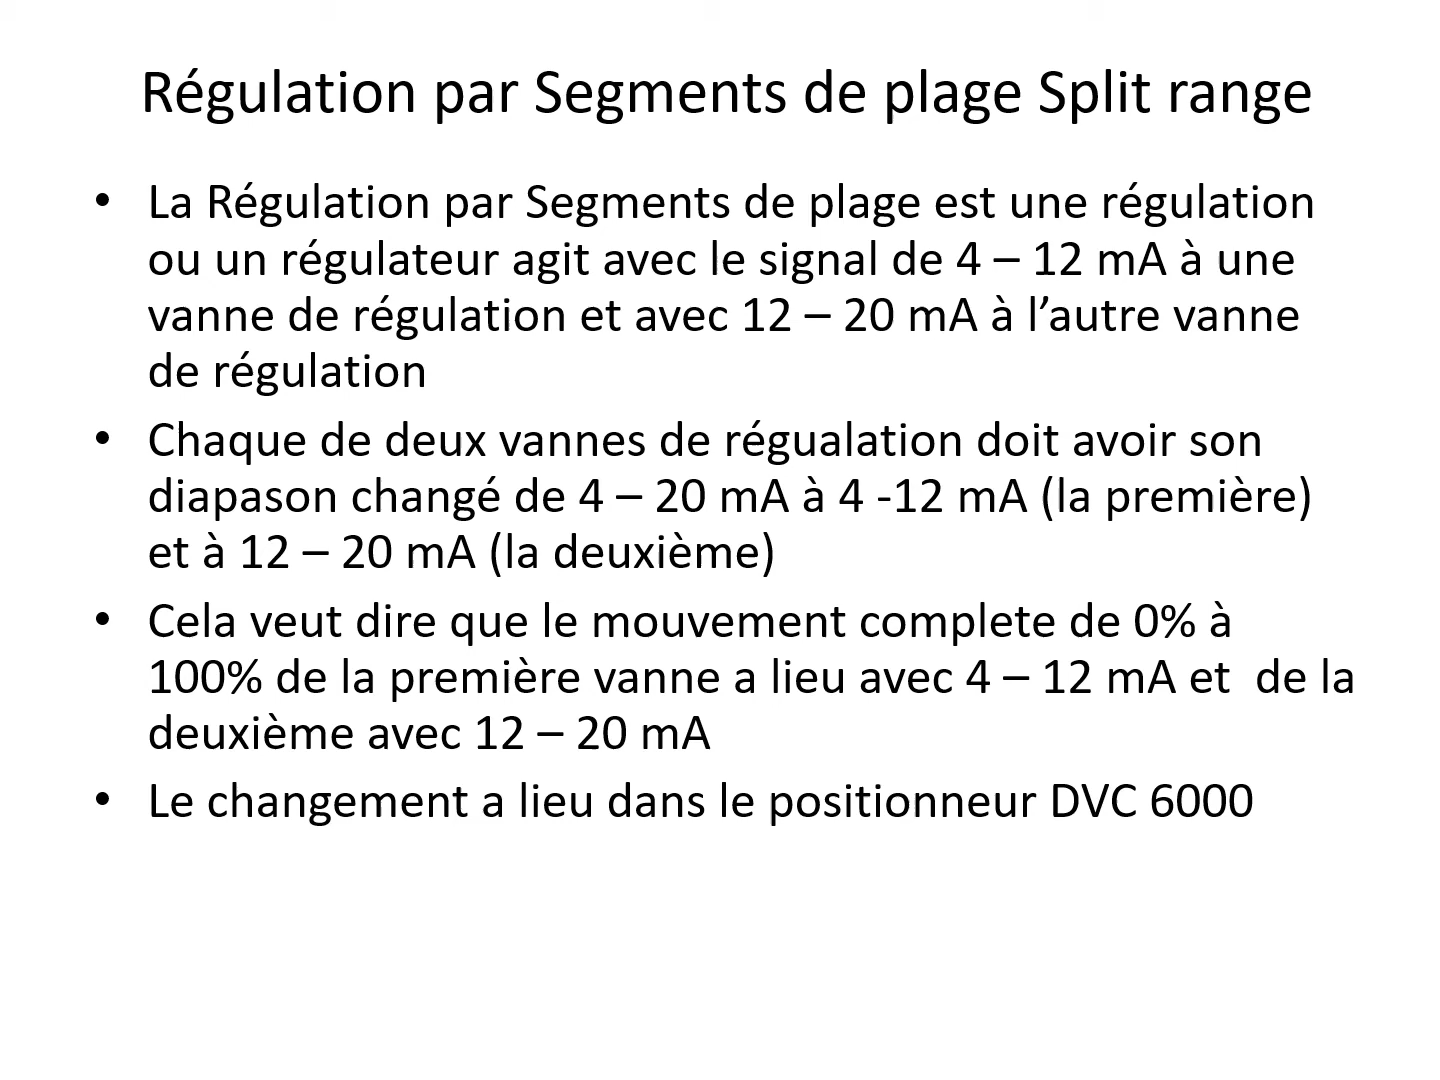 Régulation par Segments de plage Split range
• La Régulation par Segments de plage est une régulation
ou un régulateur agit avec le signal de 4 – 12 mA à une
vanne de régulation et avec 12 – 20 mA à l’autre vanne
de régulation
• Chaque de deux vannes de régualation doit avoir son
diapason changé de 4 – 20 mA à 4 -12 mA (la première)
et à 12 – 20 mA (la deuxième)
• Cela veut dire que le mouvement complete de 0% à
100% de la première vanne a lieu avec 4 – 12 mA et  de la
deuxième avec 12 – 20 mA
• Le changement a lieu dans le positionneur DVC 6000